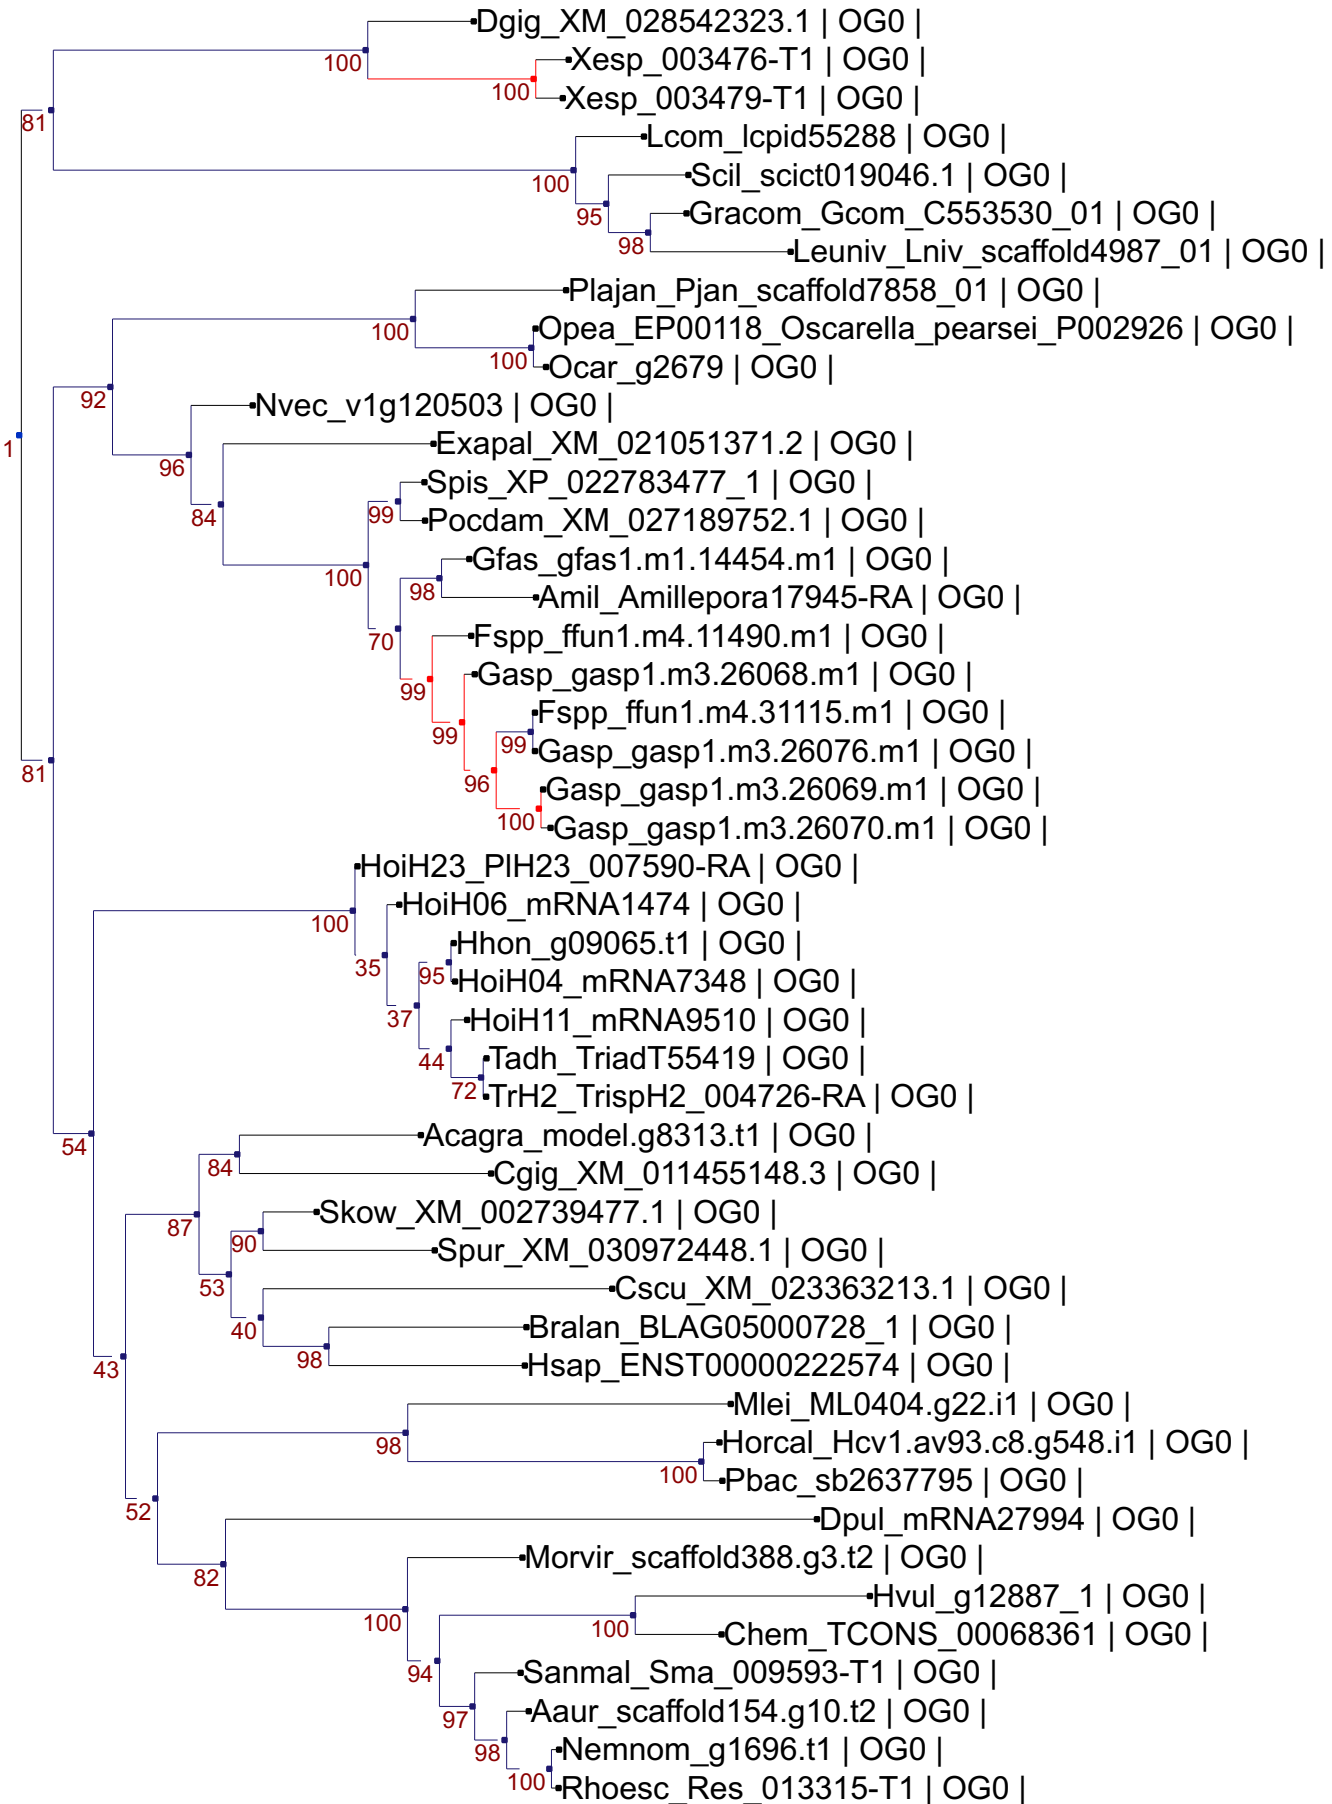 Dgig_XM_028542323.1 | OG0 |
Xesp_003476-T1 | OG0 |
100
100
Xesp_003479-T1 | OG0 |
81
Lcom_lcpid55288 | OG0 |
Scil_scict019046.1 | OG0 |
100
Gracom_Gcom_C553530_01 | OG0 |
95
98
Leuniv_Lniv_scaffold4987_01 | OG0 |
Plajan_Pjan_scaffold7858_01 | OG0 |
100
Opea_EP00118_Oscarella_pearsei_P002926 | OG0 |
100
Ocar_g2679 | OG0 |
92
Nvec_v1g120503 | OG0 |
1
Exapal_XM_021051371.2 | OG0 |
96
Spis_XP_022783477_1 | OG0 |
84
99
Pocdam_XM_027189752.1 | OG0 |
Gfas_gfas1.m1.14454.m1 | OG0 |
100
98
Amil_Amillepora17945-RA | OG0 |
70
Fspp_ffun1.m4.11490.m1 | OG0 |
Gasp_gasp1.m3.26068.m1 | OG0 |
99
Fspp_ffun1.m4.31115.m1 | OG0 |
99
99
Gasp_gasp1.m3.26076.m1 | OG0 |
81
96
Gasp_gasp1.m3.26069.m1 | OG0 |
100
Gasp_gasp1.m3.26070.m1 | OG0 |
HoiH23_PlH23_007590-RA | OG0 |
HoiH06_mRNA1474 | OG0 |
100
Hhon_g09065.t1 | OG0 |
35
95
HoiH04_mRNA7348 | OG0 |
37
HoiH11_mRNA9510 | OG0 |
44
Tadh_TriadT55419 | OG0 |
72
TrH2_TrispH2_004726-RA | OG0 |
54
Acagra_model.g8313.t1 | OG0 |
84
Cgig_XM_011455148.3 | OG0 |
Skow_XM_002739477.1 | OG0 |
87
90
Spur_XM_030972448.1 | OG0 |
53
Cscu_XM_023363213.1 | OG0 |
40
Bralan_BLAG05000728_1 | OG0 |
98
Hsap_ENST00000222574 | OG0 |
43
Mlei_ML0404.g22.i1 | OG0 |
98
Horcal_Hcv1.av93.c8.g548.i1 | OG0 |
100
Pbac_sb2637795 | OG0 |
52
Dpul_mRNA27994 | OG0 |
Morvir_scaffold388.g3.t2 | OG0 |
82
Hvul_g12887_1 | OG0 |
100
100
Chem_TCONS_00068361 | OG0 |
94
Sanmal_Sma_009593-T1 | OG0 |
97
Aaur_scaffold154.g10.t2 | OG0 |
98
Nemnom_g1696.t1 | OG0 |
100
Rhoesc_Res_013315-T1 | OG0 |